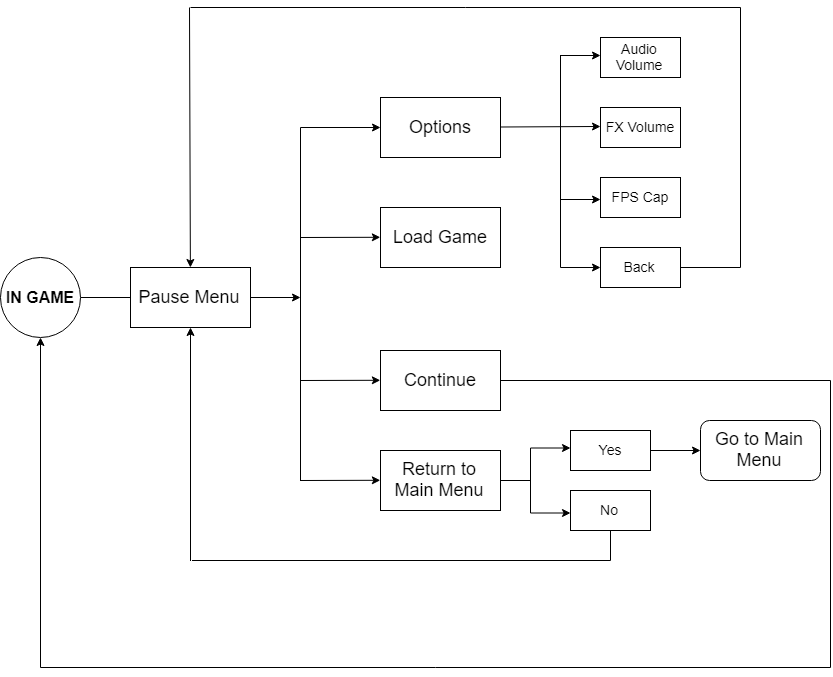 Audio
Volume
Options
FX Volume
FPS Cap
Load Game
Back
IN GAME
Pause Menu
Continue
Return to
Main Menu
Yes
Go to Main
Menu
No